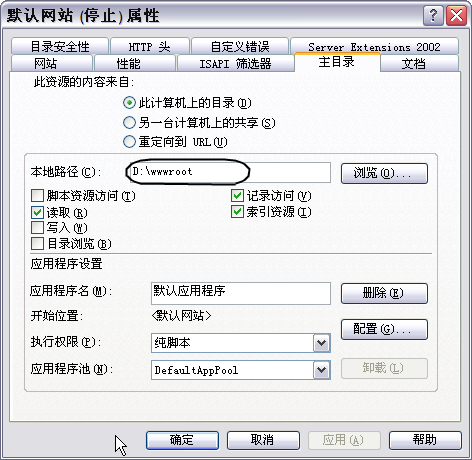 默认网站 (停止) 属性
目录安全性 HTTP 头 自定义错误 Server Extensions 2002
网站 性能 ISAPI 筛选器 主目录 文档
此资源的内容来自:
此计算机上的目录(D)
另一台计算机上的共享(S)
重定向到 URL(U)
本地路径(C): D:\wwwroot 浏览(O)...
脚本资源访问(T) 记录访问(V)
读取(R) 索引资源(I)
写入(W)
目录浏览(B)
应用程序设置
应用程序名(M): 默认应用程序 删除(E)
开始位置: <默认网站>
配置(G)...
执行权限(P): 纯脚本
应用程序池(N): DefaultAppPool 卸载(L)
确定 取消 应用(A) 帮助